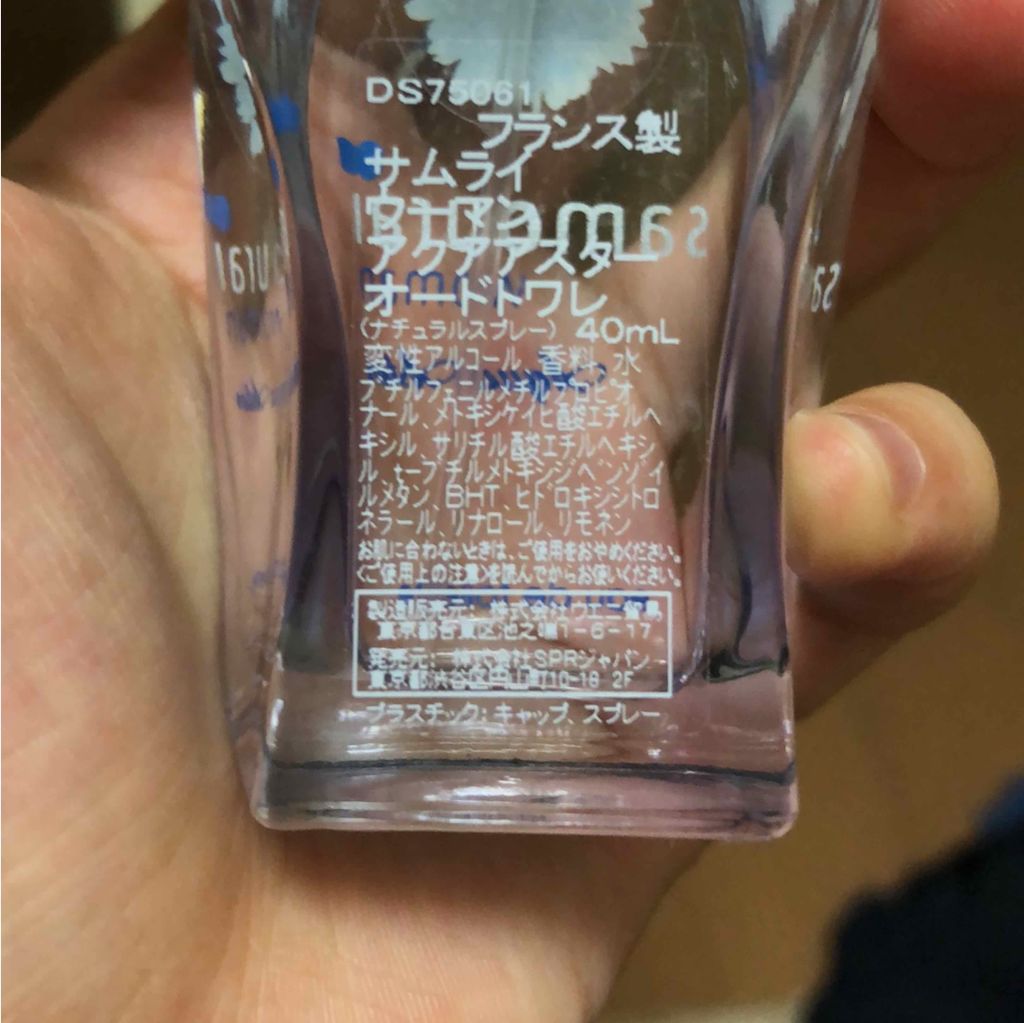 DS75061
フランス製
サムライ
ウーマン
アクアアスター
オードトワレ
〈ナチュラルスプレー〉 40mL
変性アルコール、香料、水
ブチルフェニルメチルプロピオ
ナール、メトキシケイヒ酸エチルヘ
キシル、サリチル酸エチルヘキシ
ル、t-ブチルメトキシジベンゾイ
ルメタン、BHT、ヒドロキシシトロ
ネラール、リナロール、リモネン
お肌に合わないときは、ご使用をおやめください。
〈ご使用上の注意〉を読んでからお使いください。
製造販売元: 株式会社ウエニ貿易
東京都台東区池之端1-6-17
発売元: 株式会社SPRジャパン
東京都渋谷区円山町10-18 2F
プラスチック: キャップ、スプレー